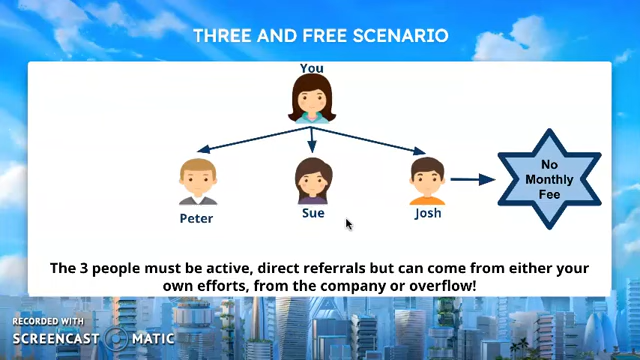 THREE AND FREE SCENARIO
You
Peter
Sue
Josh
No
Monthly
Fee
The 3 people must be active, direct referrals but can come from either your
own efforts, from the company or overflow!
RECORDED WITH
SCREENCAST MATIC